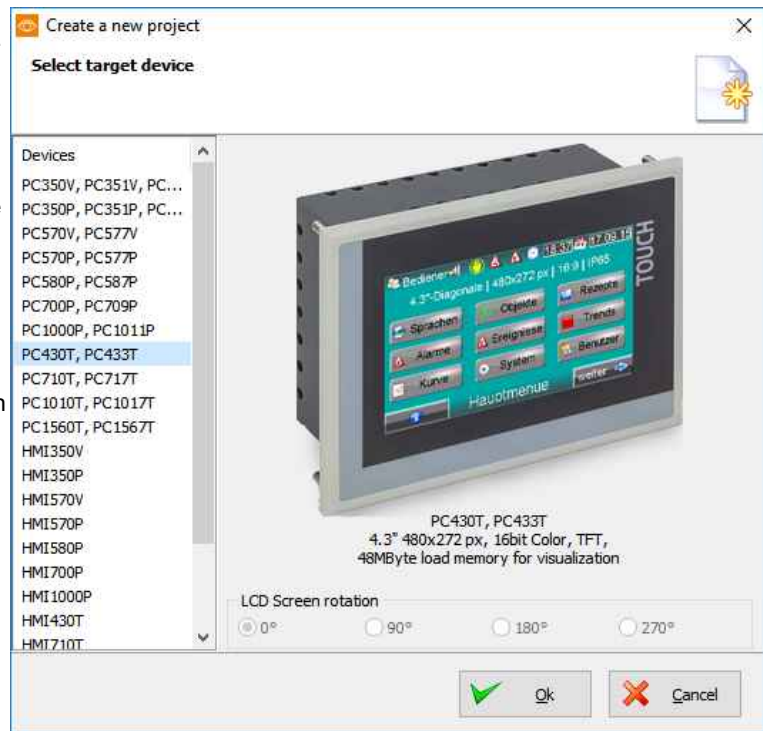 Create a new project
Select target device
Devices
PC350V, PC351V, PC...
PC350P, PC351P, PC...
PC570V, PC577V
PC570P, PC577P
PC580P, PC587P
PC700P, PC709P
PC1000P, PC1011P
PC430T, PC433T
PC710T, PC717T
PC1010T, PC1017T
PC1560T, PC1567T
HMI350V
HMI350P
HMI570V
HMI570P
HMI580P
HMI700P
HMI1000P
HMI430T
HMI710T
Bediener 17.09.15
4.3"-Diagonale | 480x272 px | 16:9 | IP65
Sprachen Objekte Rezepte
Alarme Ereignisse Trends
Kurve System Benutzer
Hauptmenue weiter
TOUCH
PC430T, PC433T
4.3" 480x272 px, 16bit Color, TFT,
48MByte load memory for visualization
LCD Screen rotation
0° 90° 180° 270°
Ok Cancel